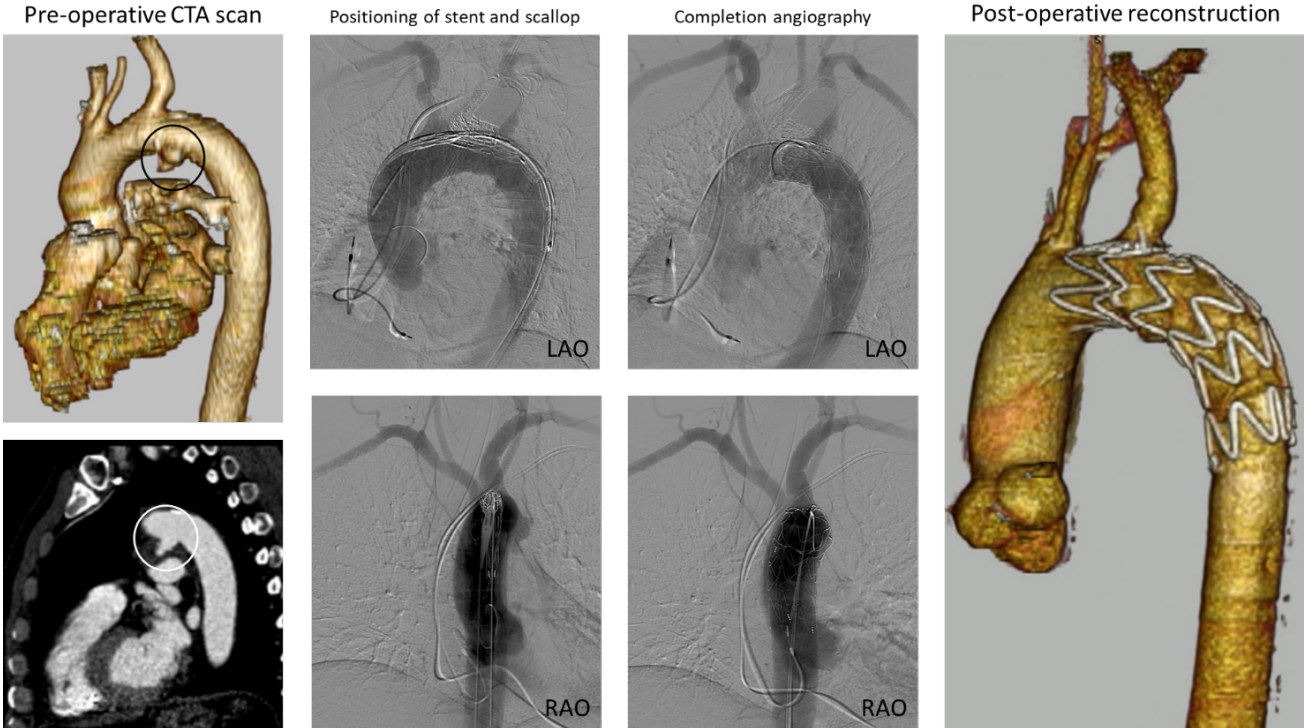 Pre-operative CTA scan
Positioning of stent and scallop
Completion angiography
Post-operative reconstruction
LAO
LAO
RAO
RAO